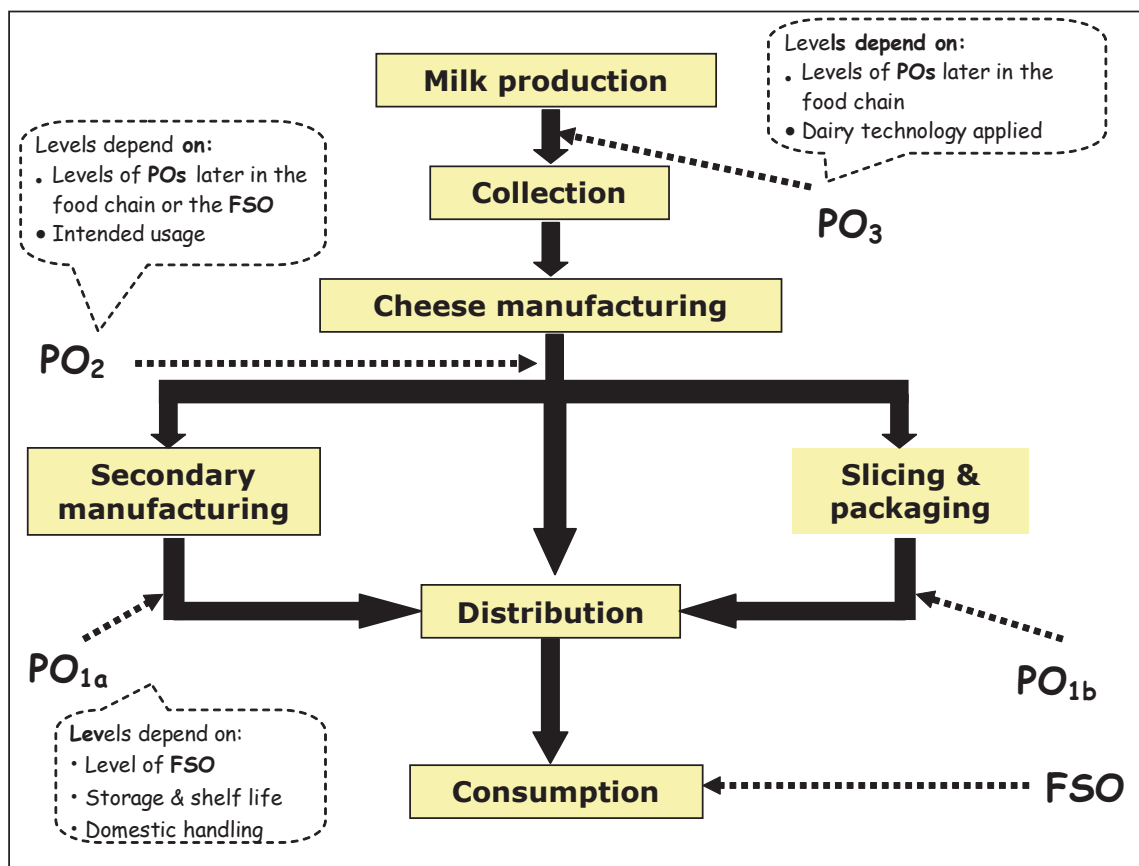 Milk production
Levels depend on:
• Levels of POs later in the
food chain
• Dairy technology applied
Levels depend on:
• Levels of POs later in the
food chain or the FSO
• Intended usage
Collection
PO₃
Cheese manufacturing
PO₂
Secondary
manufacturing
Slicing &
packaging
Distribution
PO₁ₐ
PO₁b
Levels depend on:
• Level of FSO
• Storage & shelf life
• Domestic handling
Consumption
FSO